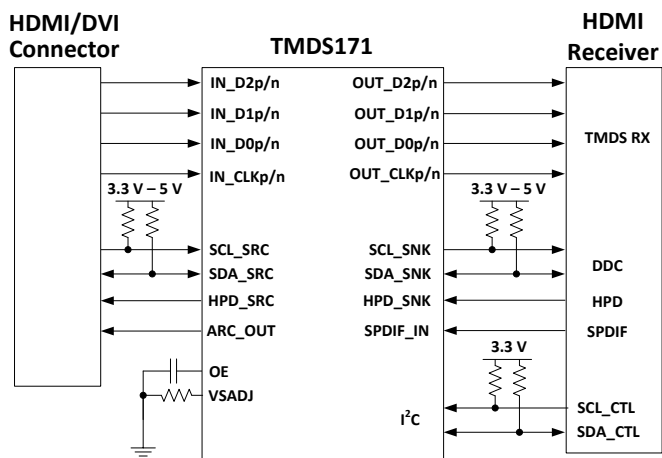 HDMI/DVI
Connector
TMDS171
HDMI
Receiver
IN_D2p/n
OUT_D2p/n
IN_D1p/n
OUT_D1p/n
IN_D0p/n
OUT_D0p/n
TMDS RX
IN_CLKp/n
OUT_CLKp/n
3.3 V – 5 V
3.3 V – 5 V
SCL_SRC
SCL_SNK
SDA_SRC
SDA_SNK
DDC
HPD_SRC
HPD_SNK
HPD
ARC_OUT
SPDIF_IN
SPDIF
3.3 V
OE
VSADJ
I²C
SCL_CTL
SDA_CTL